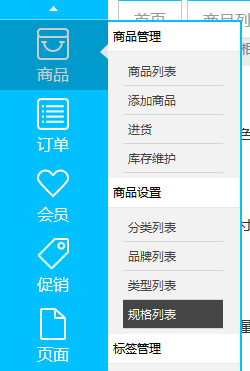 首页
商品列
商品
订单
会员
促销
页面
商品管理
商品列表
添加商品
进货
库存维护
商品设置
分类列表
品牌列表
类型列表
规格列表
标签管理
色
寸
量